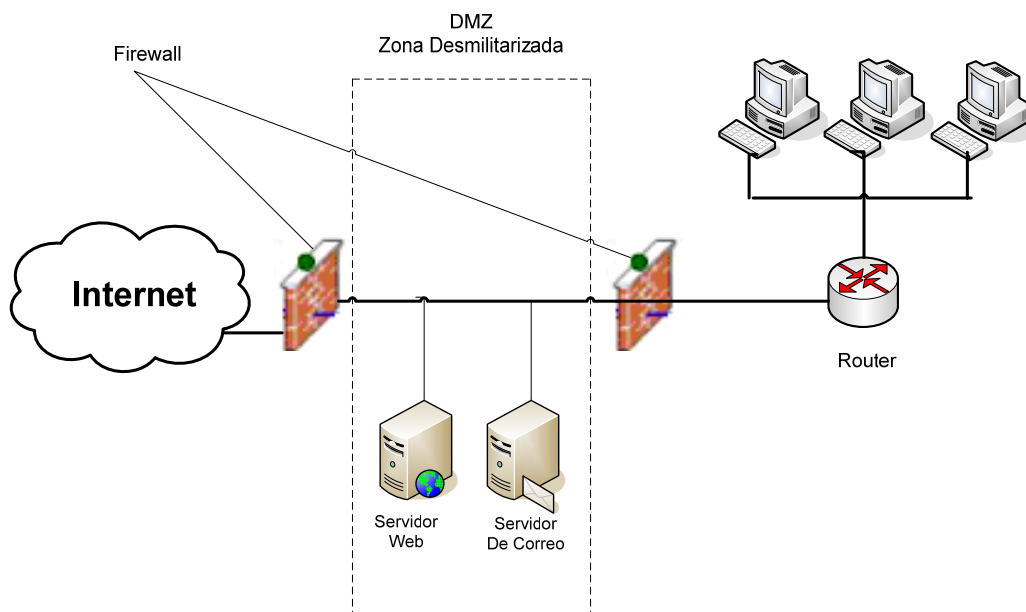 DMZ
Zona Desmilitarizada
Firewall
Internet
Router
Servidor
Web
Servidor
De Correo